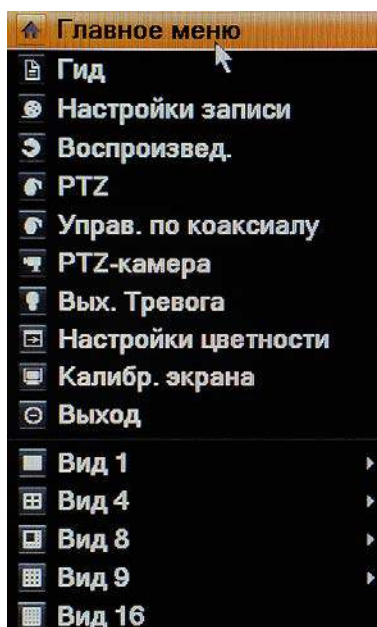 Главное меню
Гид
Настройки записи
Воспроизвед.
PTZ
Управ. по коаксиалу
PTZ-камера
Вых. Тревога
Настройки цветности
Калибр. экрана
Выход
Вид 1
Вид 4
Вид 8
Вид 9
Вид 16